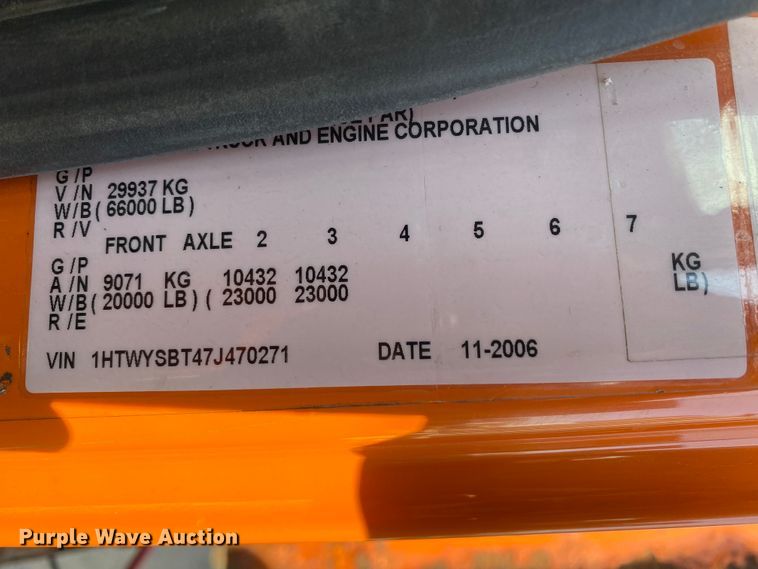 TRUCK AND ENGINE CORPORATION
G /P
V /N 29937 KG
W/B( 66000 LB)
R /V
FRONT AXLE 2 3 4 5 6 7
G /P
A /N 9071 KG 10432 10432 KG
W/B( 20000 LB) ( 23000 23000 LB)
R /E
VIN 1HTWYSBT47J470271 DATE 11-2006
Purple Wave Auction